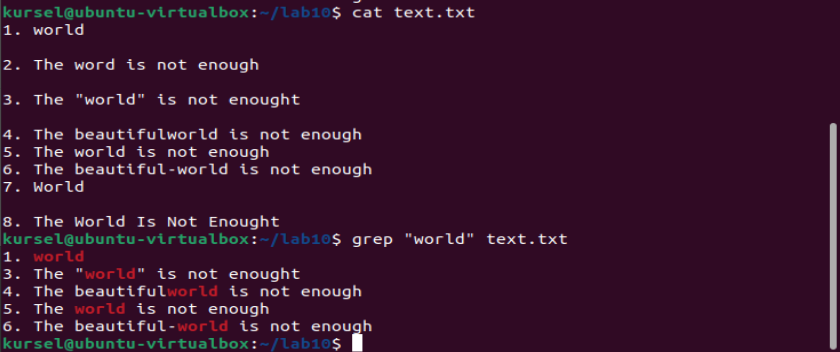 kursel@ubuntu-virtualbox:~/lab10$ cat text.txt
1. world
2. The word is not enough
3. The "world" is not enought
4. The beautifulworld is not enough
5. The world is not enough
6. The beautiful-world is not enough
7. World
8. The World Is Not Enought
kursel@ubuntu-virtualbox:~/lab10$ grep "world" text.txt
1. world
3. The "world" is not enought
4. The beautifulworld is not enough
5. The world is not enough
6. The beautiful-world is not enough
kursel@ubuntu-virtualbox:~/lab10$